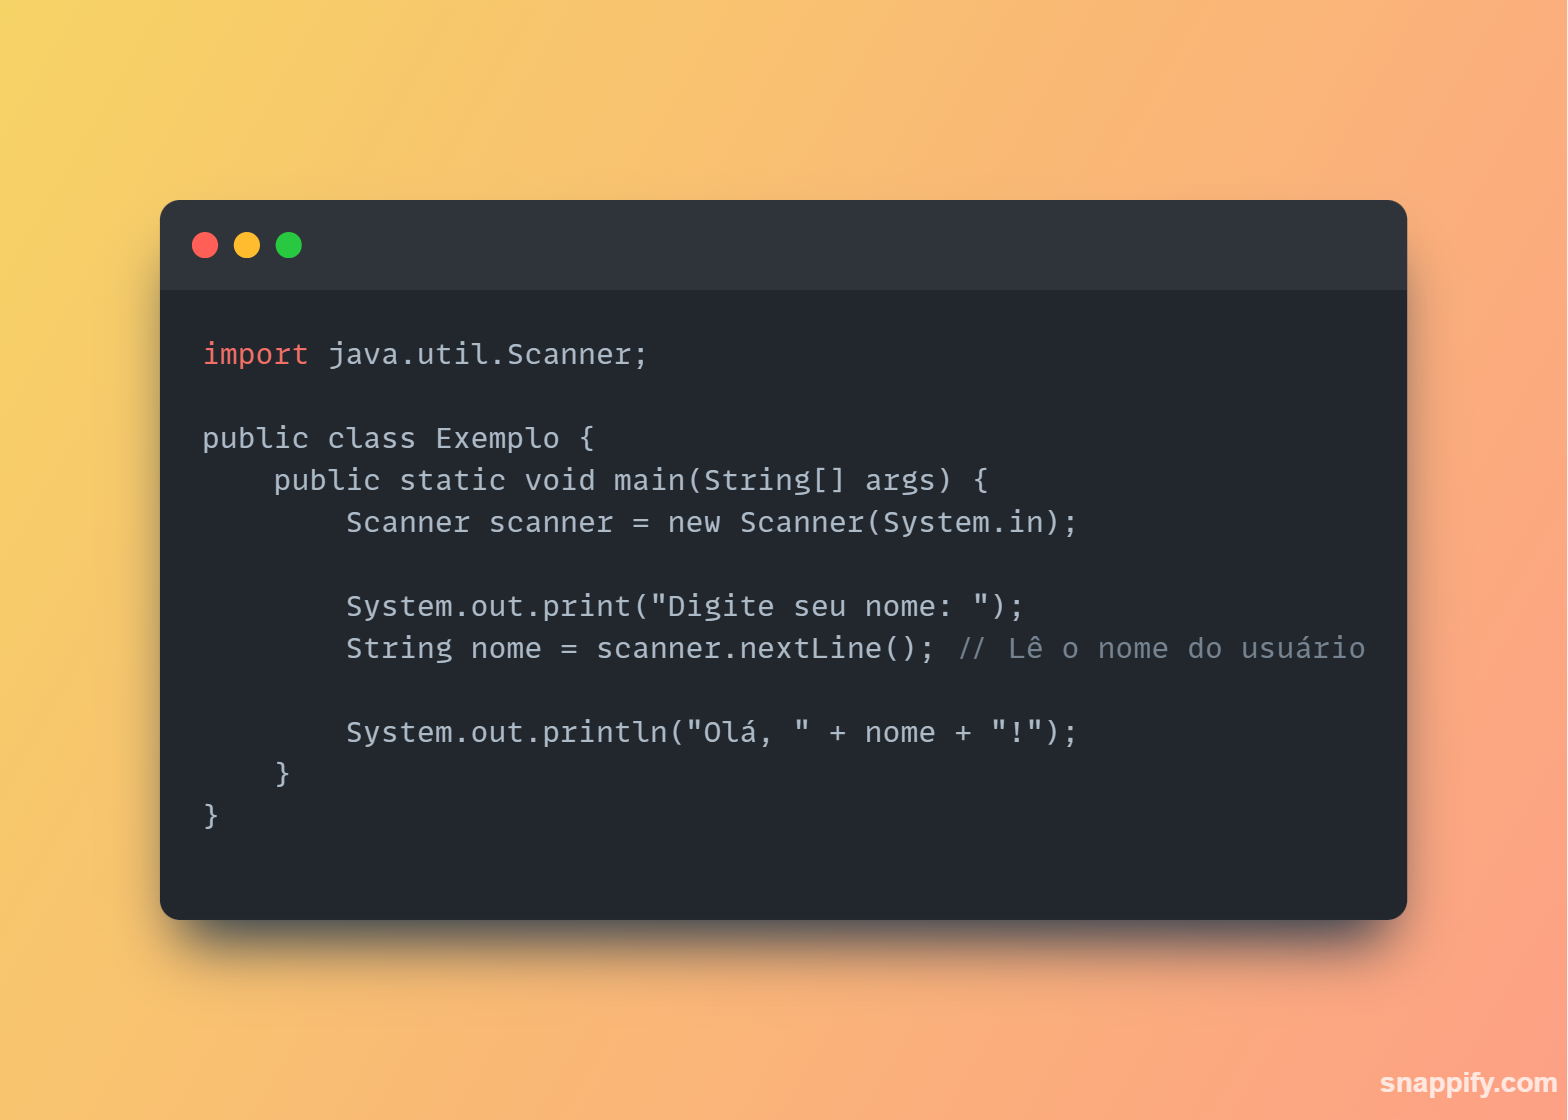 import java.util.Scanner;
public class Exemplo {
    public static void main(String[] args) {
        Scanner scanner = new Scanner(System.in);
        System.out.print("Digite seu nome: ");
        String nome = scanner.nextLine(); // Lê o nome do usuário
        System.out.println("Olá, " + nome + "!");
    }
}
snappify.com